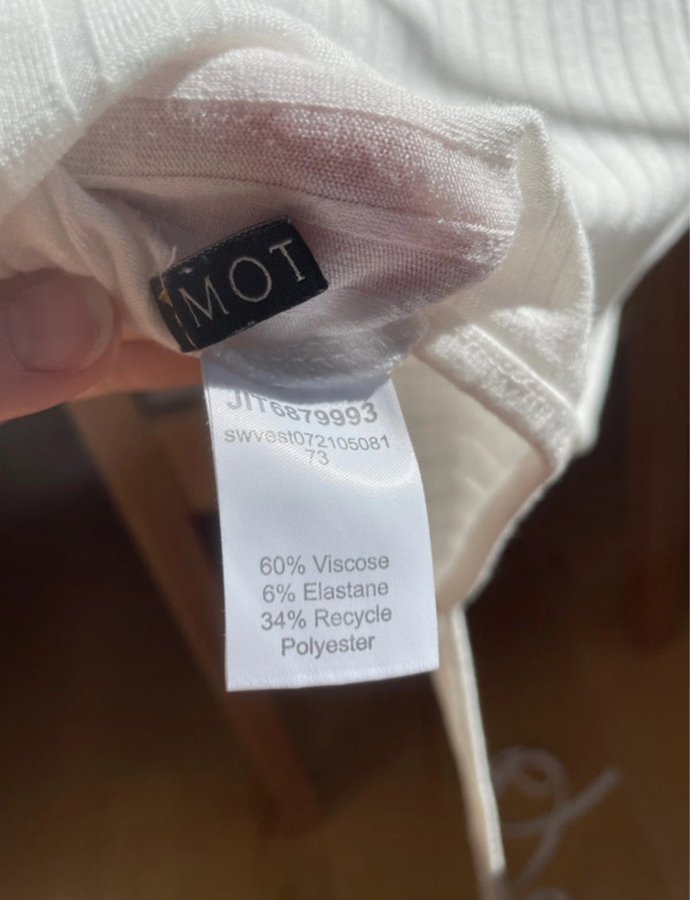 MOT
JIT6879993
swvest072105081
73
60% Viscose
6% Elastane
34% Recycle
Polyester